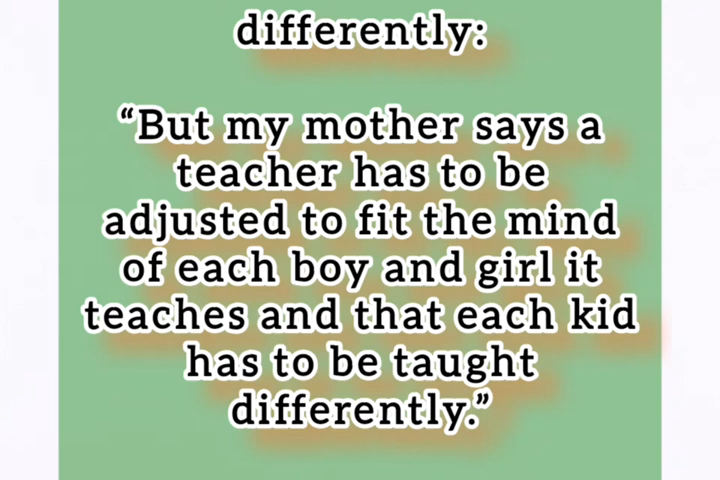 differently:
“But my mother says a
teacher has to be
adjusted to fit the mind
of each boy and girl it
teaches and that each kid
has to be taught
differently.”